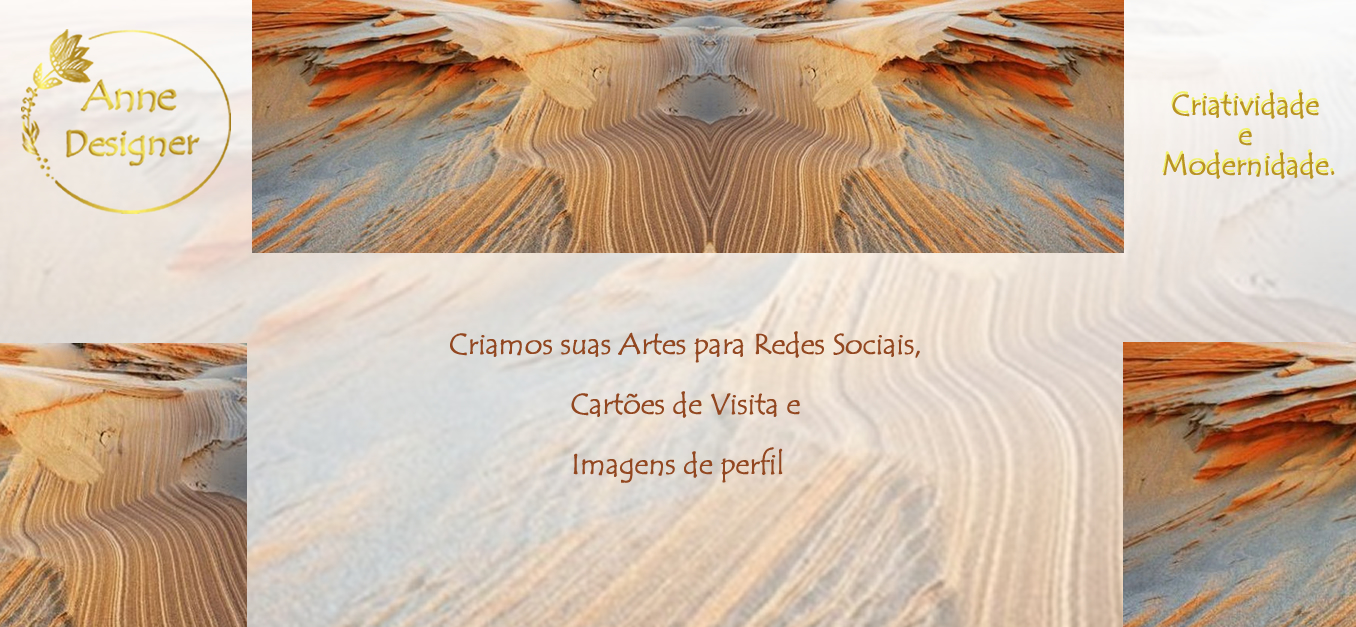 Anne
Designer
Criatividade
e
Modernidade.
Criamos suas Artes para Redes Sociais,
Cartões de Visita e
Imagens de perfil